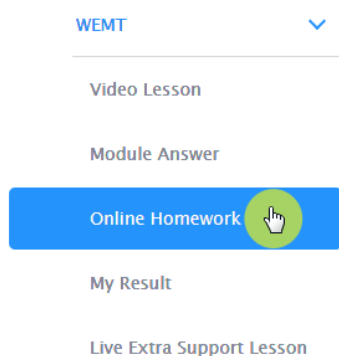 WEMT
Video Lesson
Module Answer
Online Homework
My Result
Live Extra Support Lesson